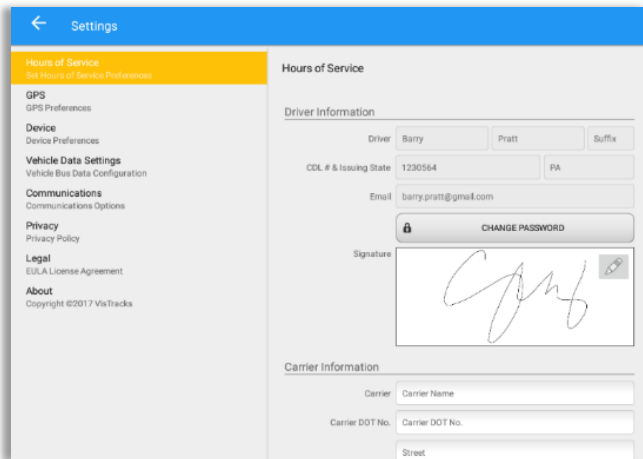 Settings
Hours of Service
Set Hours of Service Preferences
GPS
GPS Preferences
Device
Device Preferences
Vehicle Data Settings
Vehicle Bus Data Configuration
Communications
Communications Options
Privacy
Privacy Policy
Legal
EULA License Agreement
About
Copyright ©2017 VisTracks
Hours of Service
Driver Information
Driver Barry Pratt Suffix
CDL # & Issuing State 1230564 PA
Email barry.pratt@gmail.com
CHANGE PASSWORD
Signature
Carrier Information
Carrier Carrier Name
Carrier DOT No. Carrier DOT No.
Street